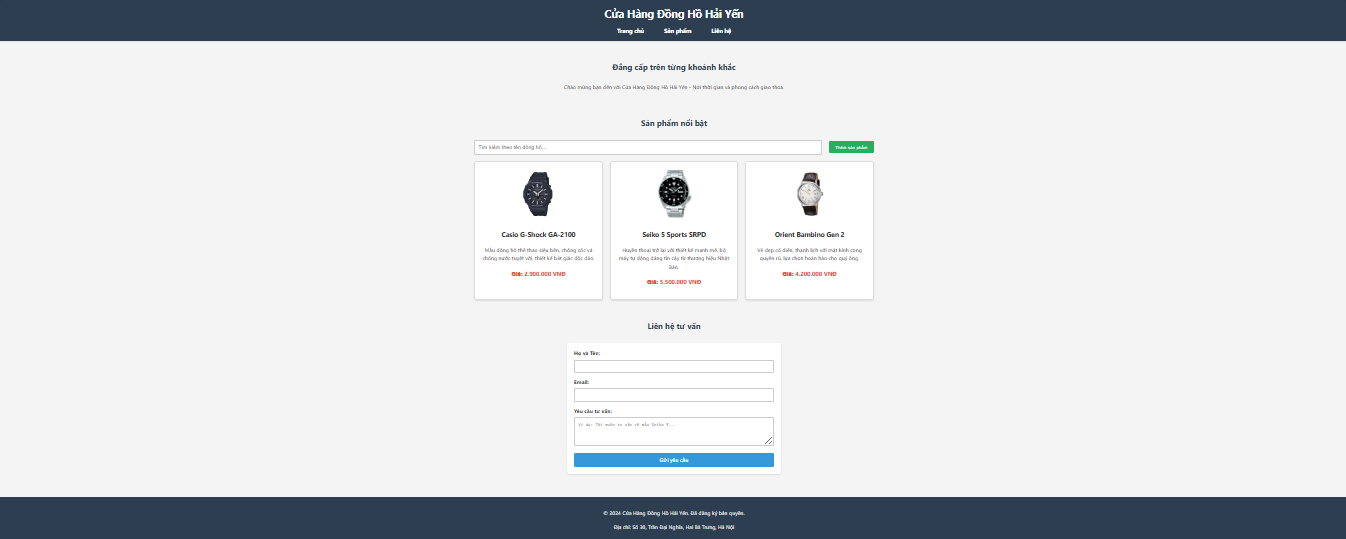 Cửa Hàng Đồng Hồ Hải Yến
Trang chủ Sản phẩm Liên hệ
Đẳng cấp trên từng khoảnh khắc
Chào mừng bạn đến với Cửa Hàng Đồng Hồ Hải Yến - Nơi thời gian và phong cách giao thoa.
Sản phẩm nổi bật
Tìm kiếm theo tên đồng hồ...
Thêm sản phẩm
Casio G-Shock GA-2100
Mẫu đồng hồ thể thao siêu bền, chống sốc và
chống nước tuyệt vời, thiết kế bát giác độc đáo.
Giá: 2.900.000 VNĐ
Seiko 5 Sports SRPD
Huyền thoại trở lại với thiết kế mạnh mẽ, bộ
máy tự động đáng tin cậy từ thương hiệu Nhật
Bản.
Giá: 5.500.000 VNĐ
Orient Bambino Gen 2
Vẻ đẹp cổ điển, thanh lịch với mặt kính cong
quyến rũ, lựa chọn hoàn hảo cho quý ông.
Giá: 4.200.000 VNĐ
Liên hệ tư vấn
Họ và Tên:
Email:
Yêu cầu tư vấn:
Ví dụ: Tôi muốn tư vấn về mẫu Seiko 5...
Gửi yêu cầu
© 2024 Cửa Hàng Đồng Hồ Hải Yến. Đã đăng ký bản quyền.
Địa chỉ: Số 30, Trần Đại Nghĩa, Hai Bà Trưng, Hà Nội